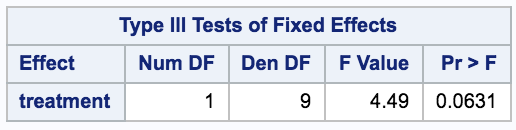 Type III Tests of Fixed Effects
Effect Num DF Den DF F Value Pr > F
treatment 1 9 4.49 0.0631